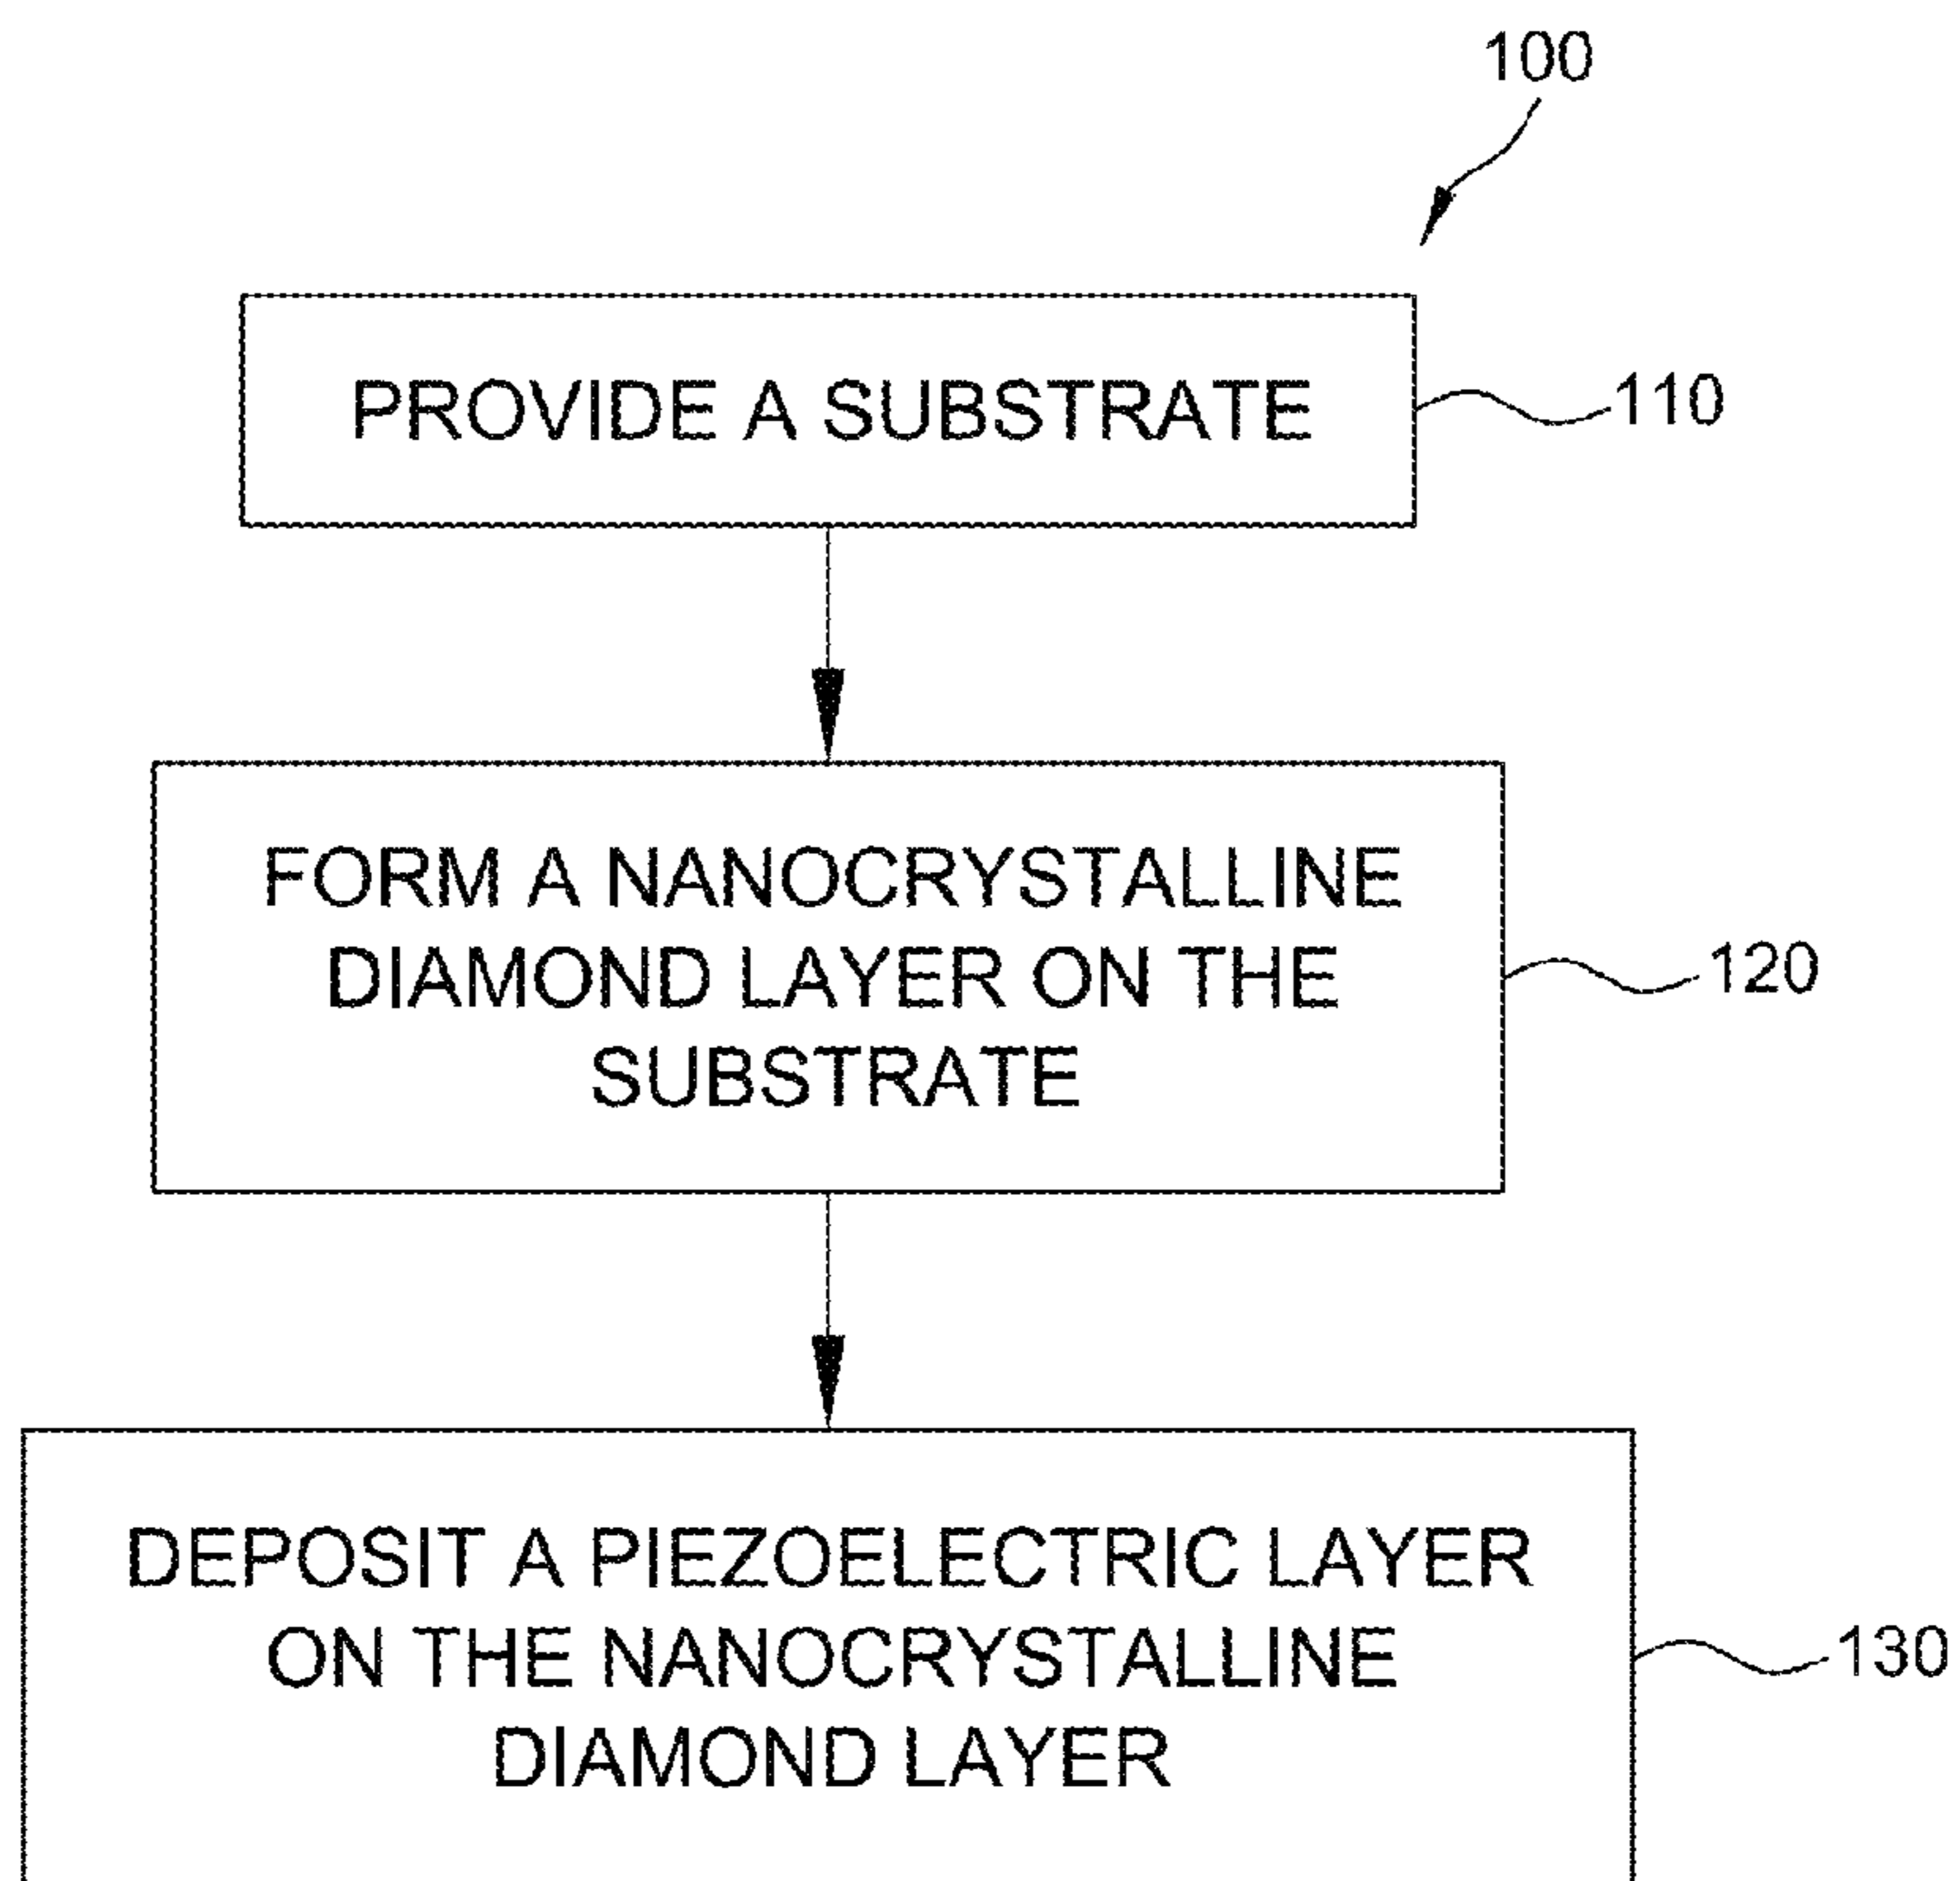 100
PROVIDE A SUBSTRATE
110
FORM A NANOCRYSTALLINE
DIAMOND LAYER ON THE
SUBSTRATE
120
DEPOSIT A PIEZOELECTRIC LAYER
ON THE NANOCRYSTALLINE
DIAMOND LAYER
130